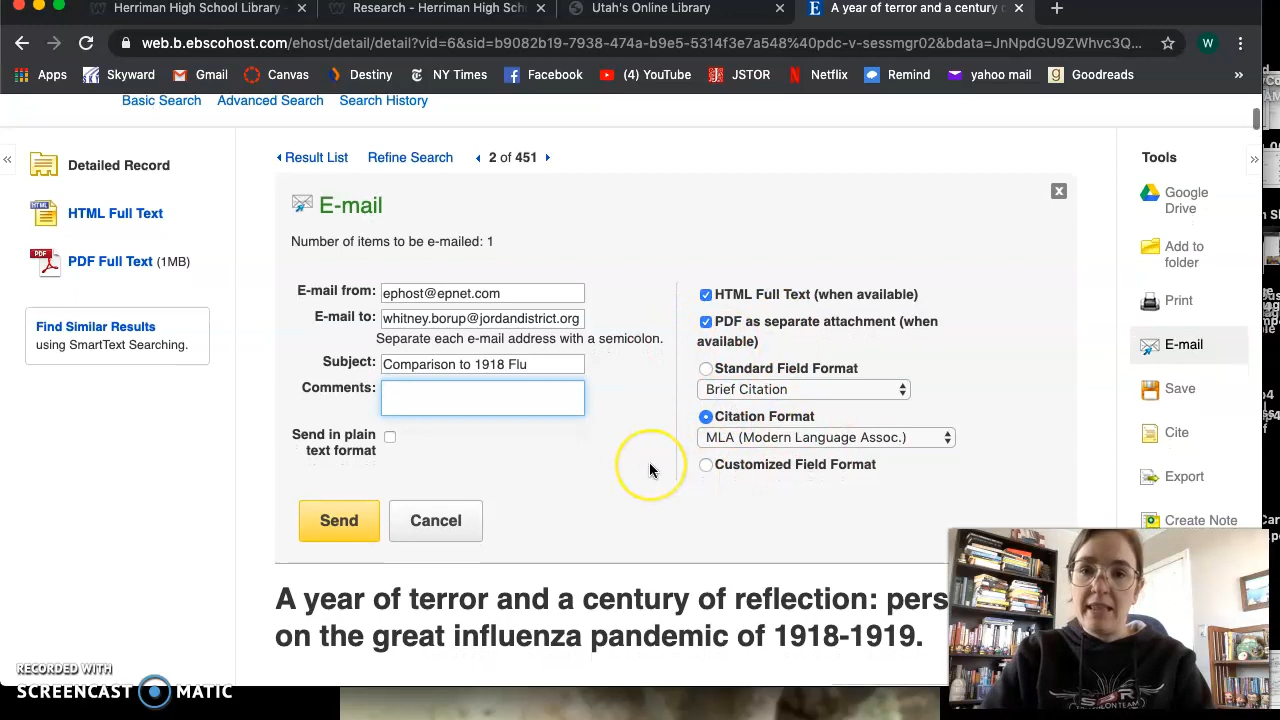 Herriman High School Library -
Research - Herriman High Sch
Utah's Online Library
A year of terror and a century
web.b.ebscohost.com/ehost/detail/detail?vid=6&sid=b9082b19-7938-474a-b9e5-5314f3e7a548%40pdc-v-sessmgr02&bdata=JnNpdGU9ZWhvc3Q...
W
Apps
Skyward
Gmail
Canvas
Destiny
NY Times
Facebook
(4) YouTube
JSTOR
Netflix
Remind
yahoo mail
Goodreads
»
Basic Search
Advanced Search
Search History
«
Detailed Record
HTML Full Text
PDF Full Text (1MB)
Find Similar Results
using SmartText Searching.
Result List
Refine Search
2 of 451
E-mail
Number of items to be e-mailed: 1
E-mail from: ephost@epnet.com
E-mail to: whitney.borup@jordandistrict.org
Separate each e-mail address with a semicolon.
Subject: Comparison to 1918 Flu
Comments:
Send in plain
text format
HTML Full Text (when available)
PDF as separate attachment (when
available)
Standard Field Format
Brief Citation
Citation Format
MLA (Modern Language Assoc.)
Customized Field Format
Send
Cancel
Tools
»
Google
Drive
Add to
folder
Print
E-mail
Save
Cite
Export
Create Note
A year of terror and a century of reflection: pers
on the great influenza pandemic of 1918-1919.
RECORDED WITH
SCREENCAST MATIC